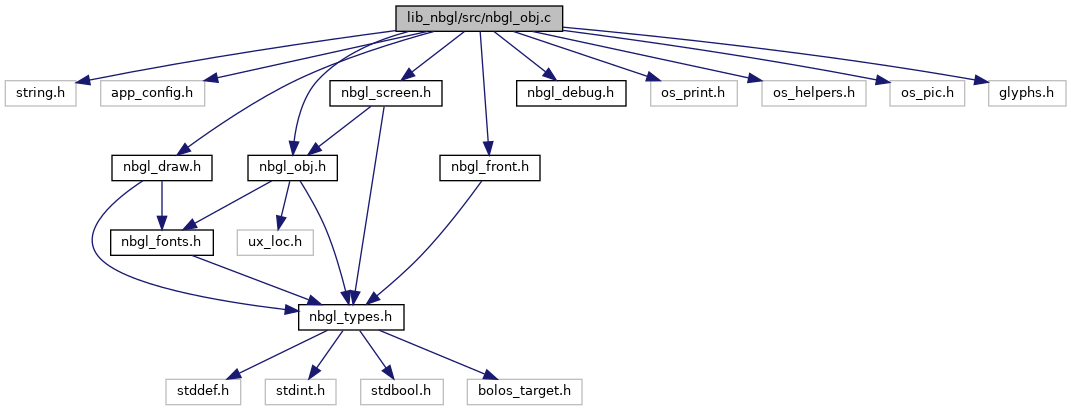 lib_nbgl/src/nbgl_obj.c
string.h
app_config.h
nbgl_screen.h
nbgl_debug.h
os_print.h
os_helpers.h
os_pic.h
glyphs.h
nbgl_draw.h
nbgl_obj.h
nbgl_front.h
nbgl_fonts.h
ux_loc.h
nbgl_types.h
stddef.h
stdint.h
stdbool.h
bolos_target.h